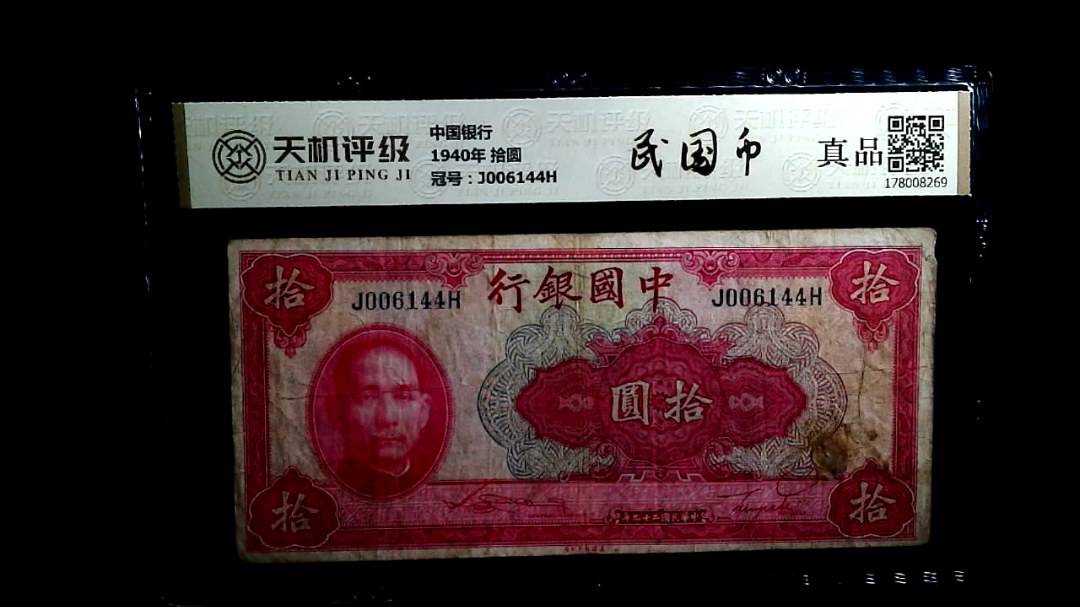 天机评级
TIAN JI PING JI
中国银行
1940年 拾圆
冠号：J006144H
民国币
真品
178008269
拾
拾
J006144H
行銀國中
J006144H
圓拾
拾
拾